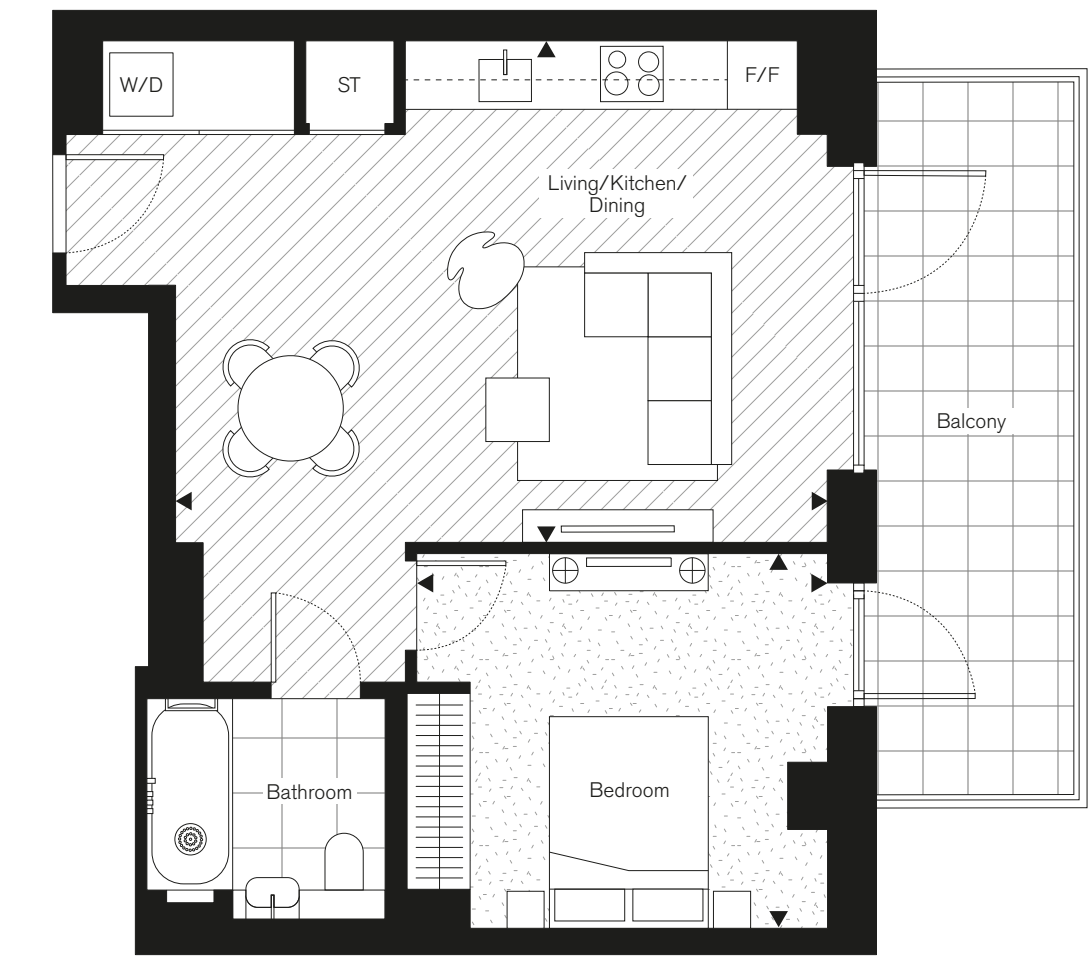 W/D
ST
F/F
Living/Kitchen/
Dining
Balcony
Bathroom
Bedroom